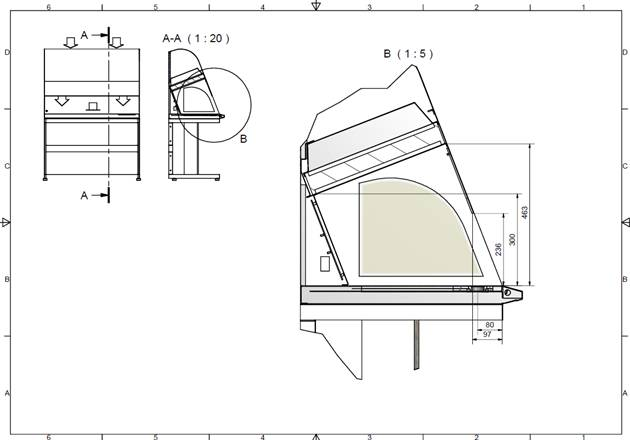 6 5 4 3 2 1
D D
C C
B B
A A
A
A-A ( 1 : 20 )
B ( 1 : 5 )
B
A
463
300
236
80
97
6 5 4 3 2 1